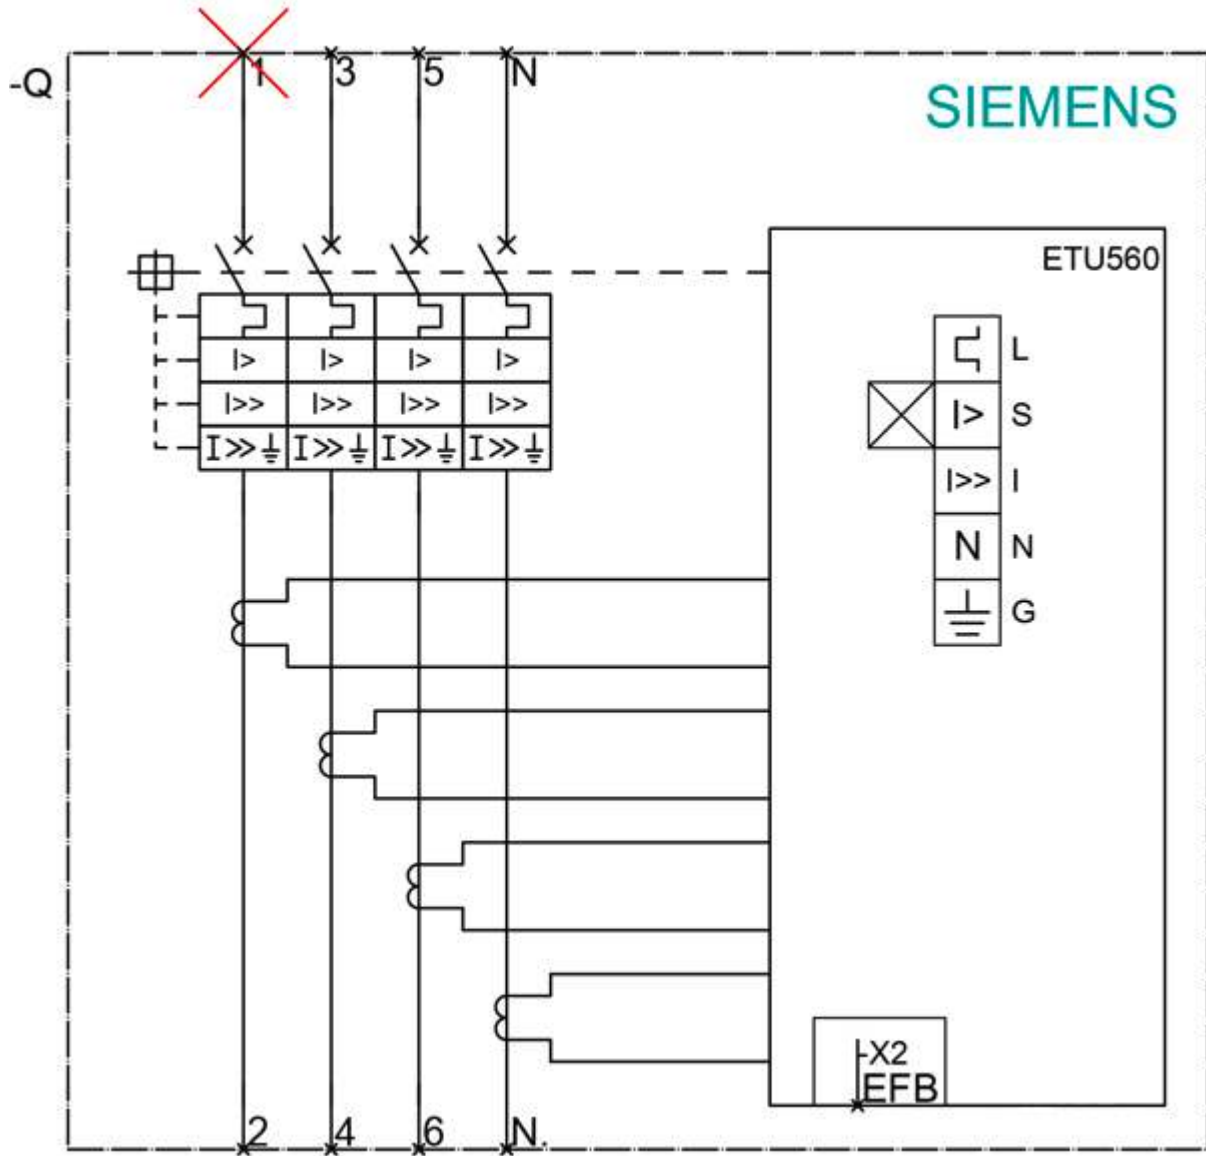 1 3 5 N
-Q
SIEMENS
ETU560
L
I> I> I> I> I> S
I>> I>> I>> I>> I>> I
I>> I>> I>> I>>
N N
G
-X2
EFB
2 4 6 N.